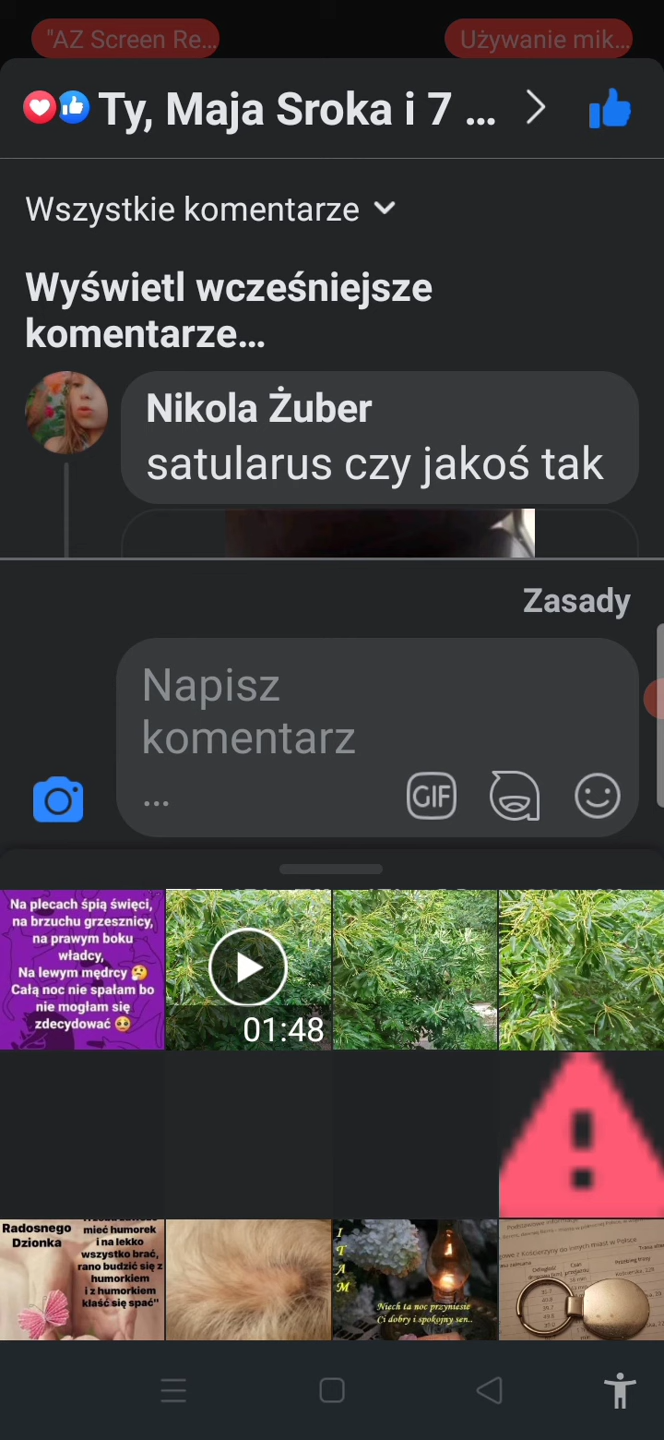 "AZ Screen Re...
Używanie mik...
Ty, Maja Sroka i 7 ...
Wszystkie komentarze
Wyświetl wcześniejsze
komentarze...
Nikola Żuber
satularus czy jakoś tak
Zasady
Napisz
komentarz
...
GIF
Na plecach śpią święci,
na brzuchu grzesznicy,
na prawym boku
władcy,
Na lewym mędrcy 🤔
Całą noc nie spałam bo
nie mogłam się
zdecydować 🥴
01:48
Radosnego
Dzionka
mieć humorek
i na lekko
wszystko brać,
rano budzić się z
humorkiem
i z humorkiem
kłaść się spać"
I
T
A
M
Niech ta noc przyniesie
Ci dobry i spokojny sen..